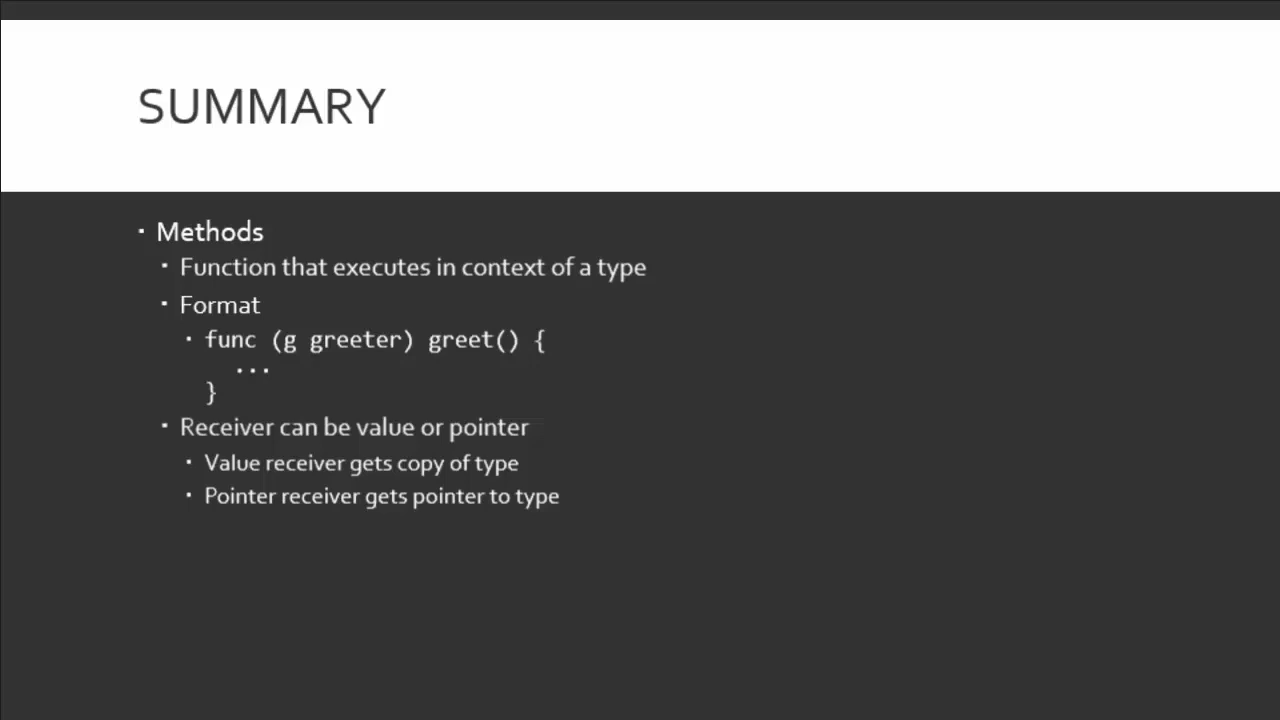 SUMMARY
▪ Methods
▪ Function that executes in context of a type
▪ Format
▪ func (g greeter) greet() {
...
}
▪ Receiver can be value or pointer
▪ Value receiver gets copy of type
▪ Pointer receiver gets pointer to type